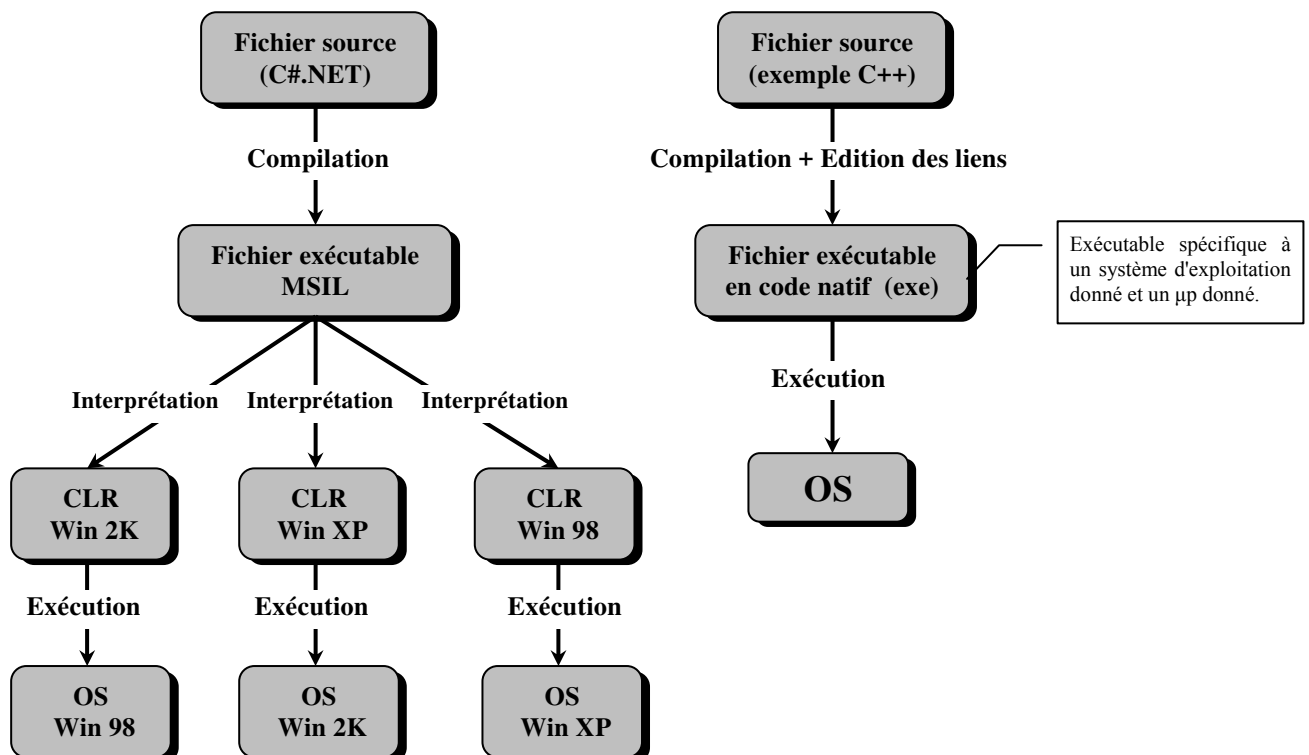 Fichier source
(C#.NET)
Fichier source
(exemple C++)
Compilation
Compilation + Edition des liens
Fichier exécutable
MSIL
Fichier exécutable
en code natif (exe)
Exécutable spécifique à
un système d'exploitation
donné et un µp donné.
Interprétation
Interprétation
Interprétation
Exécution
CLR
Win 2K
CLR
Win XP
CLR
Win 98
OS
Exécution
Exécution
Exécution
OS
Win 98
OS
Win 2K
OS
Win XP